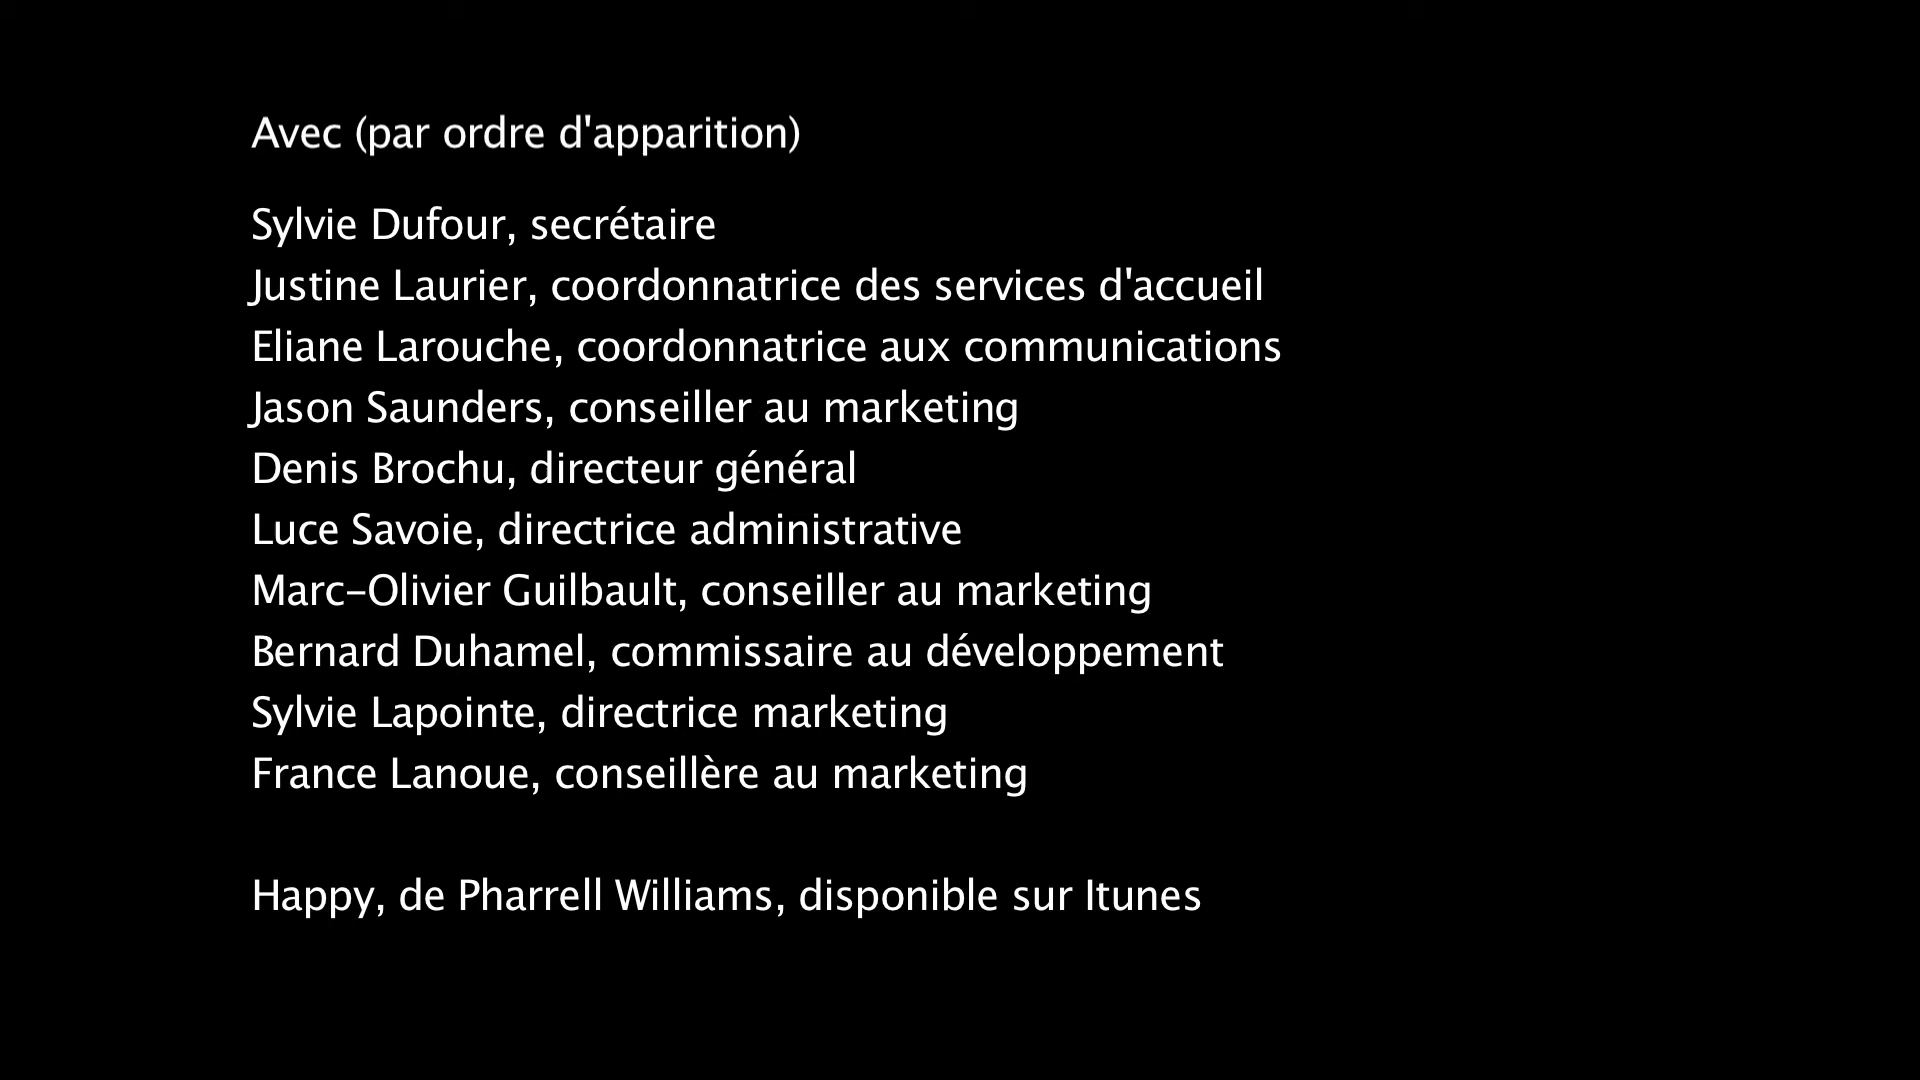 Avec (par ordre d'apparition)
Sylvie Dufour, secrétaire
Justine Laurier, coordonnatrice des services d'accueil
Eliane Larouche, coordonnatrice aux communications
Jason Saunders, conseiller au marketing
Denis Brochu, directeur général
Luce Savoie, directrice administrative
Marc-Olivier Guilbault, conseiller au marketing
Bernard Duhamel, commissaire au développement
Sylvie Lapointe, directrice marketing
France Lanoue, conseillère au marketing
Happy, de Pharrell Williams, disponible sur Itunes